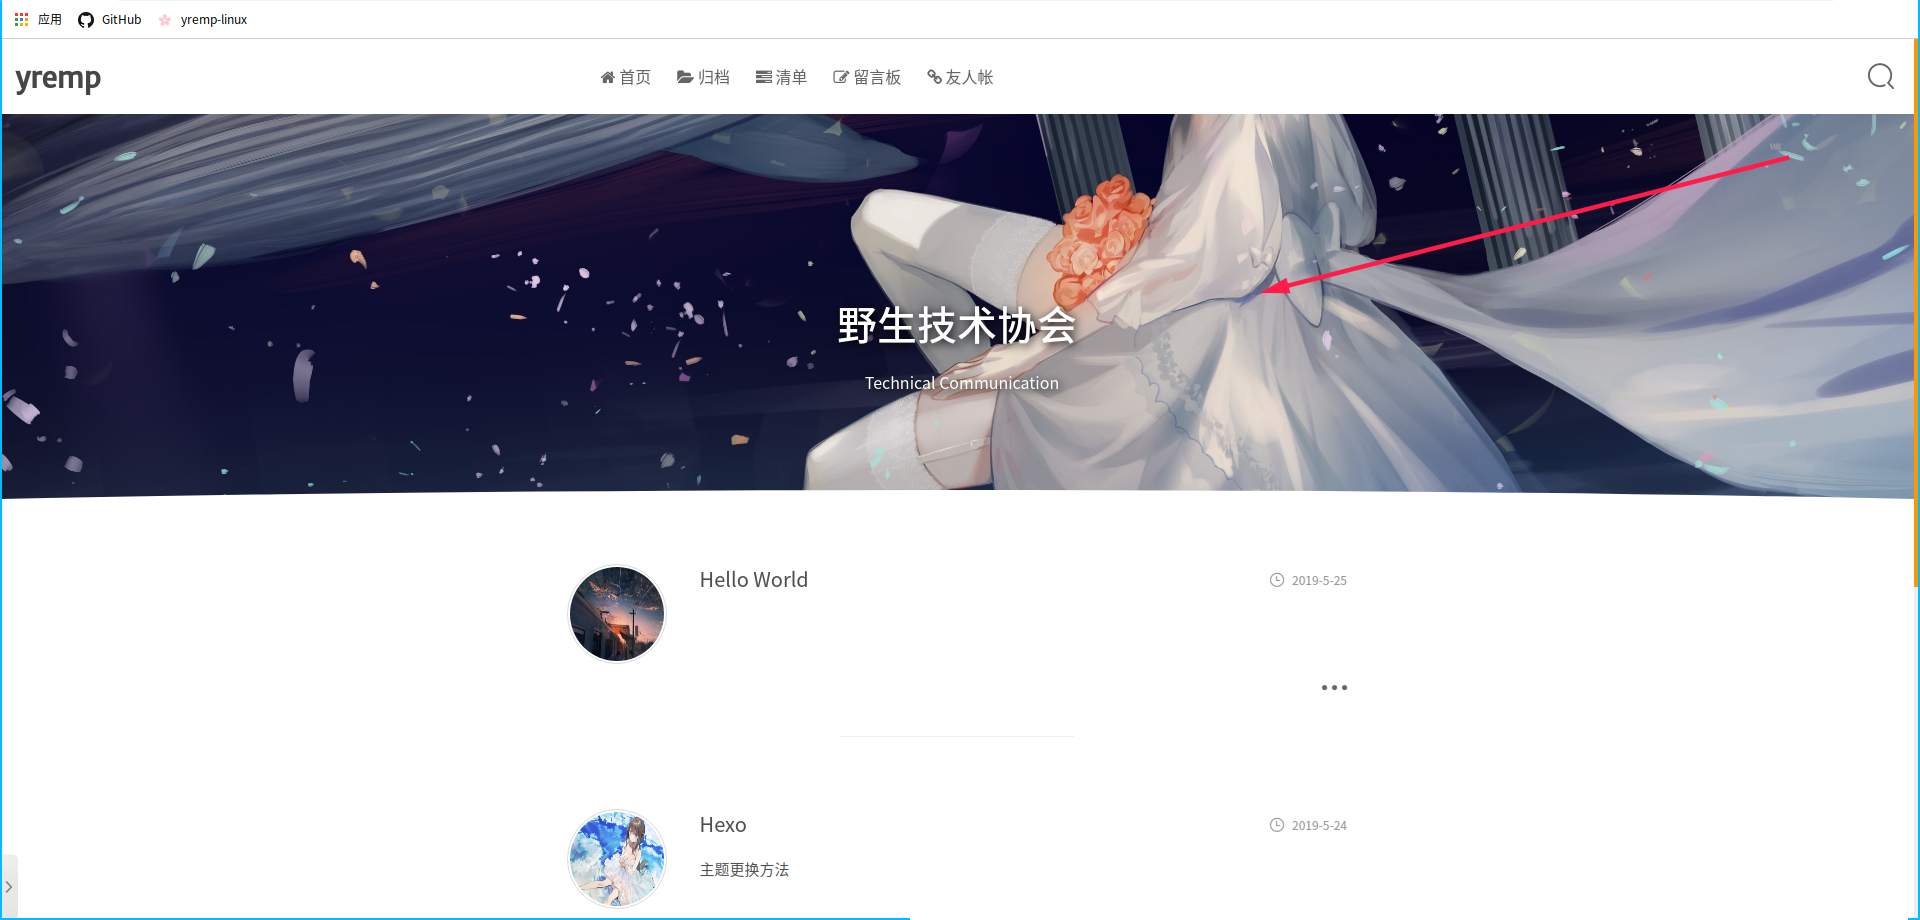 应用 GitHub yremp-linux
yremp 首页 归档 清单 留言板 友人帐
野生技术协会
Technical Communication
Hello World 2019-5-25
Hexo 2019-5-24
主题更换方法